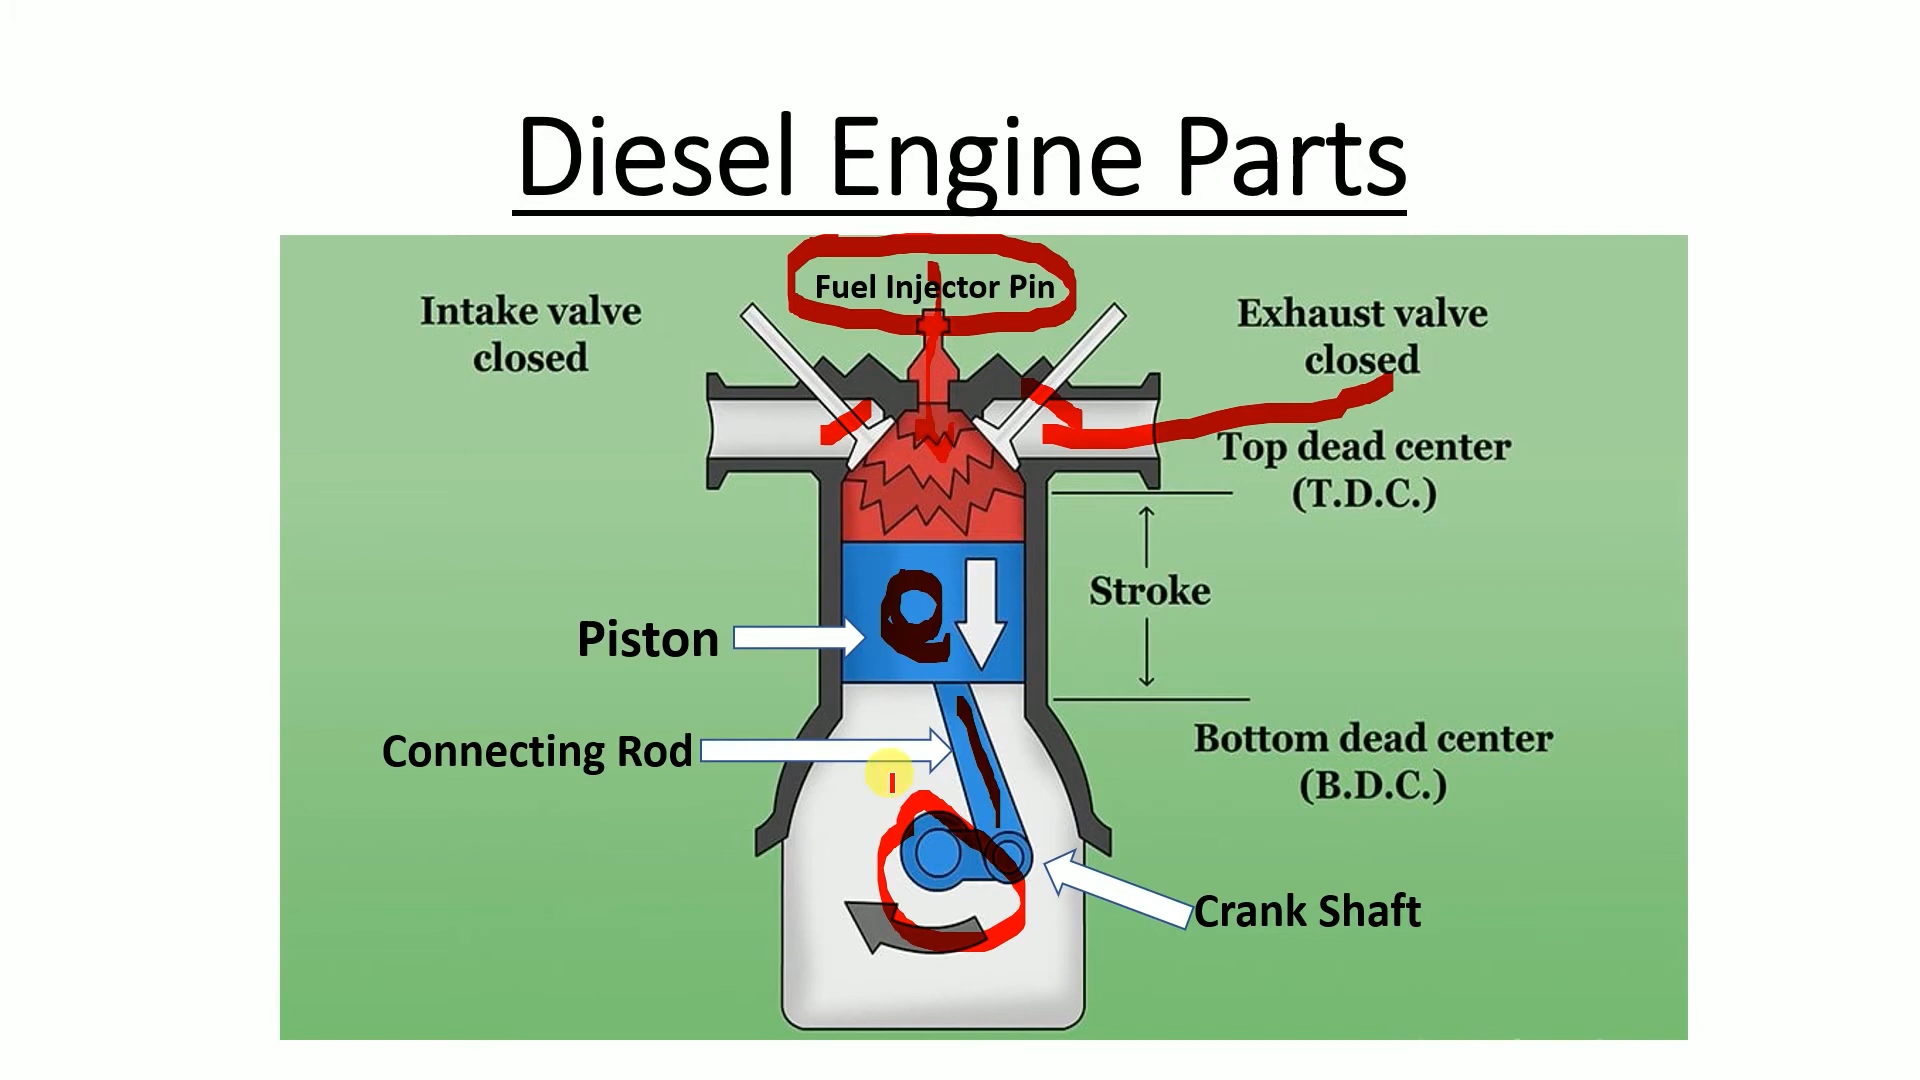 Diesel Engine Parts
Fuel Injector Pin
Intake valve
closed
Exhaust valve
closed
Top dead center
(T.D.C.)
Stroke
Piston
Connecting Rod
Bottom dead center
(B.D.C.)
Crank Shaft